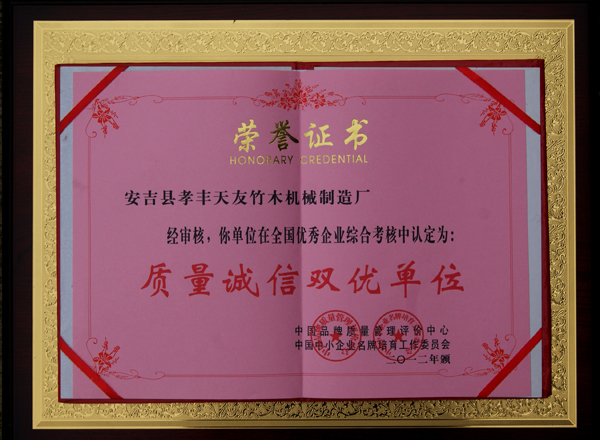 荣誉证书
HONORARY CREDENTIAL
安吉县孝丰天友竹木机械制造厂
经审核，你单位在全国优秀企业综合考核中认定为：
质量诚信双优单位
中国品牌质量管理评价中心
中国中小企业名牌培育工作委员会
二〇一二年颁